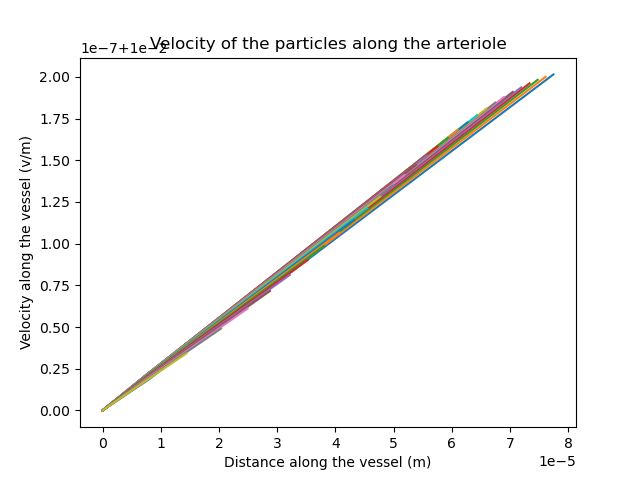 Velocity of the particles along the arteriole
1e−7+1e−2
2.00
1.75
1.50
1.25
1.00
0.75
0.50
0.25
0.00
Velocity along the vessel (v/m)
0 1 2 3 4 5 6 7 8
1e−5
Distance along the vessel (m)